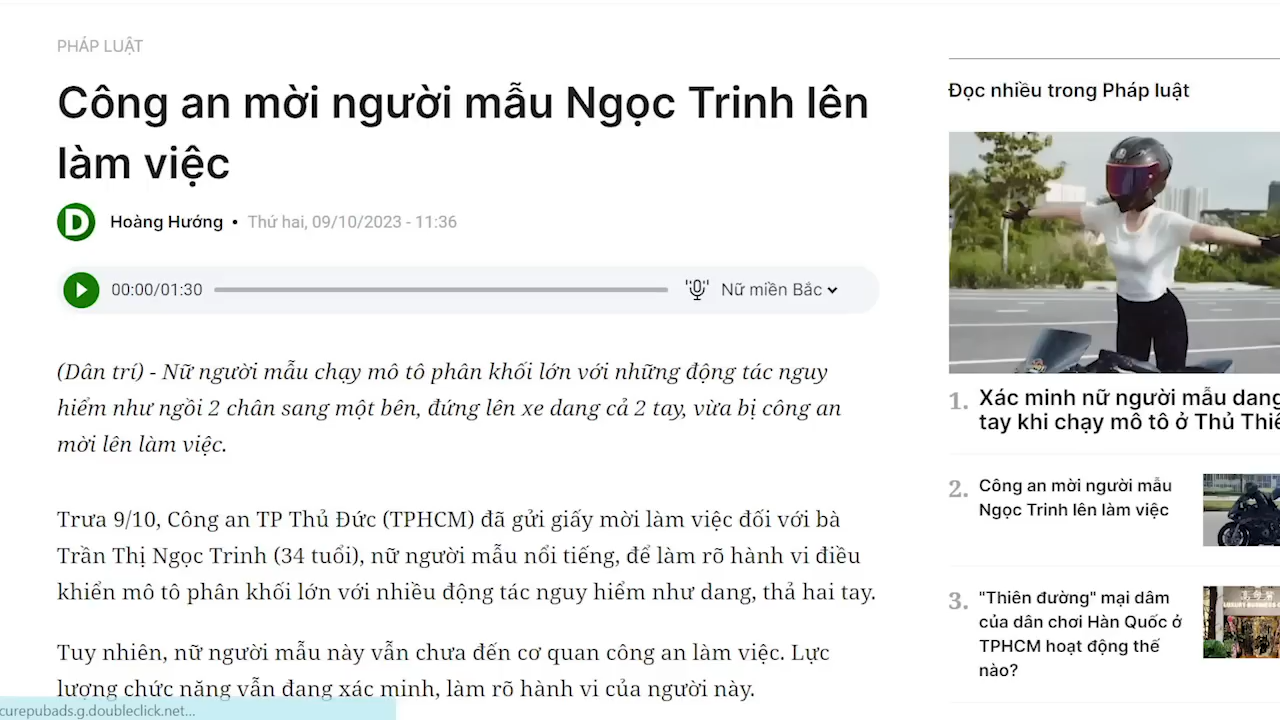 PHÁP LUẬT
Công an mời người mẫu Ngọc Trinh lên
làm việc
D
Hoàng Hướng • Thứ hai, 09/10/2023 - 11:36
00:00/01:30
Nữ miền Bắc
(Dân trí) - Nữ người mẫu chạy mô tô phân khối lớn với những động tác nguy
hiểm như ngồi 2 chân sang một bên, đứng lên xe dang cả 2 tay, vừa bị công an
mời lên làm việc.
Trưa 9/10, Công an TP Thủ Đức (TPHCM) đã gửi giấy mời làm việc đối với bà
Trần Thị Ngọc Trinh (34 tuổi), nữ người mẫu nổi tiếng, để làm rõ hành vi điều
khiển mô tô phân khối lớn với nhiều động tác nguy hiểm như dang, thả hai tay.
Tuy nhiên, nữ người mẫu này vẫn chưa đến cơ quan công an làm việc. Lực
lượng chức năng vẫn đang xác minh, làm rõ hành vi của người này.
curepubads.g.doubleclick.net...
Đọc nhiều trong Pháp luật
1. Xác minh nữ người mẫu dang
tay khi chạy mô tô ở Thủ Thiê
2. Công an mời người mẫu
Ngọc Trinh lên làm việc
3. "Thiên đường" mại dâm
của dân chơi Hàn Quốc ở
TPHCM hoạt động thế
nào?